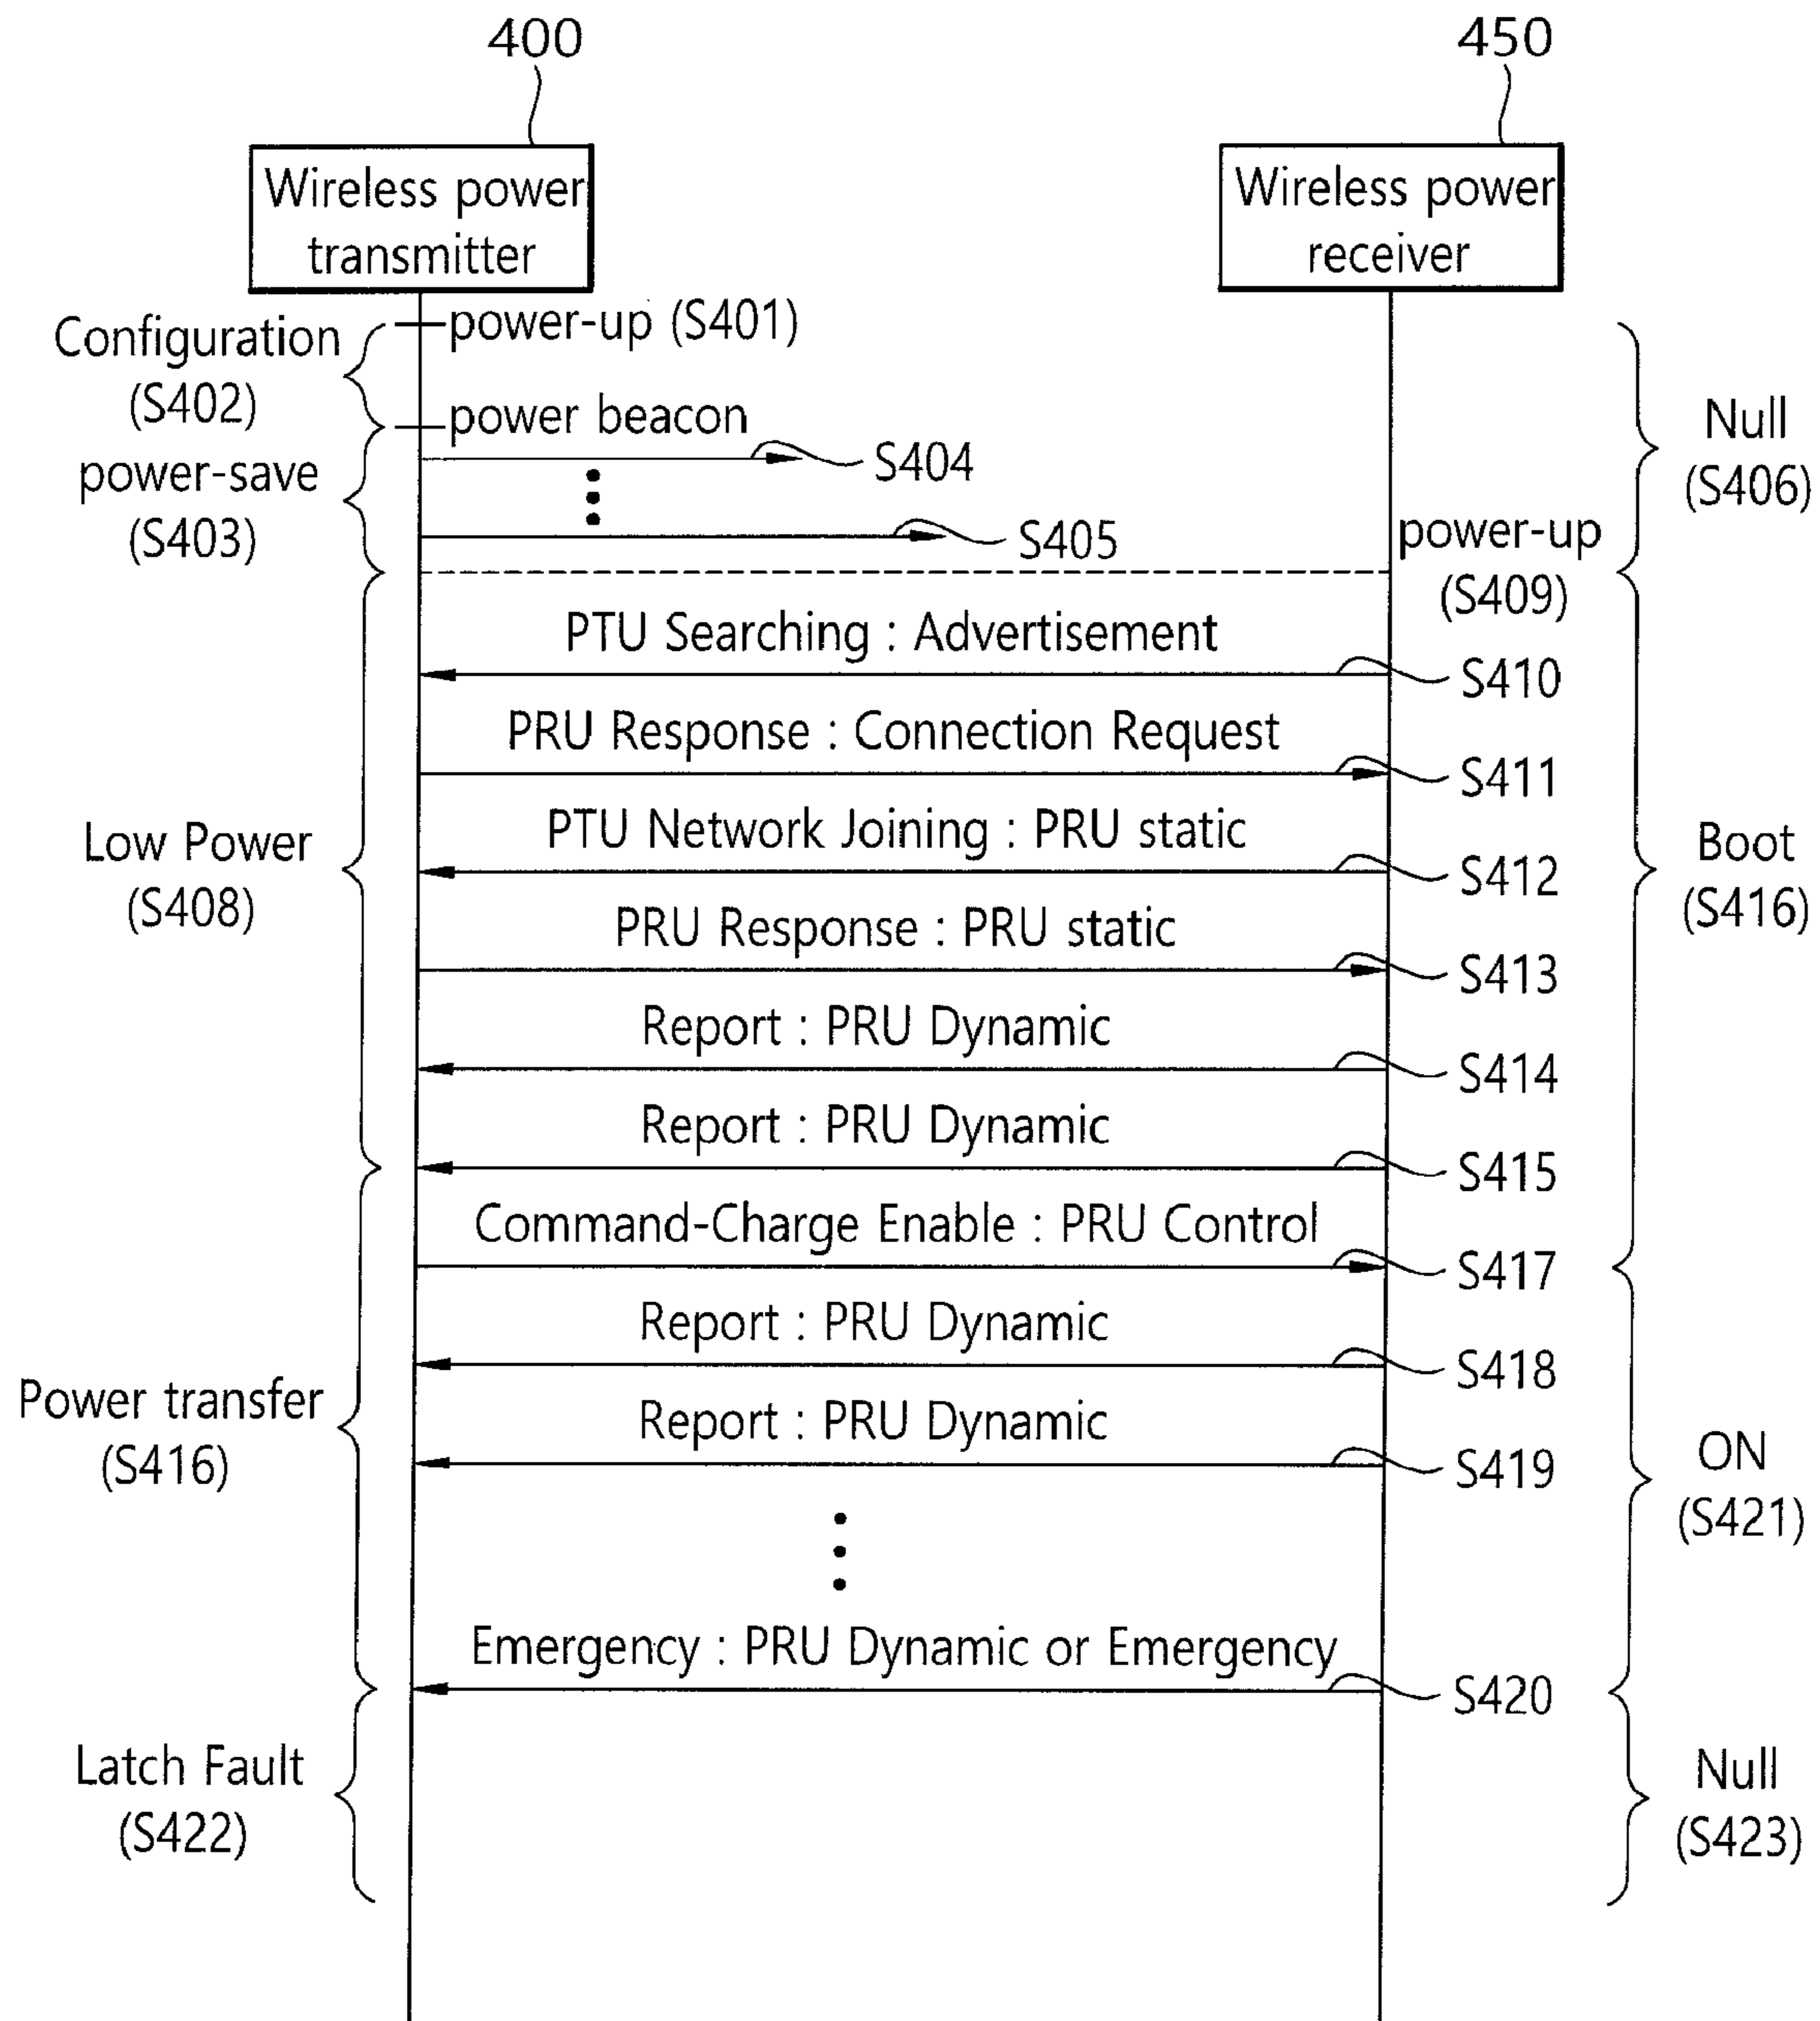 400
450
Wireless power
transmitter
Wireless power
receiver
Configuration
(S402)
power-up (S401)
power beacon
S404
power-save
(S403)
S405
Null
(S406)
power-up
(S409)
PTU Searching : Advertisement
S410
PRU Response : Connection Request
S411
PTU Network Joining : PRU static
S412
Low Power
(S408)
Boot
(S416)
PRU Response : PRU static
S413
Report : PRU Dynamic
S414
Report : PRU Dynamic
S415
Command-Charge Enable : PRU Control
S417
Report : PRU Dynamic
S418
Power transfer
(S416)
Report : PRU Dynamic
S419
ON
(S421)
Emergency : PRU Dynamic or Emergency
S420
Latch Fault
(S422)
Null
(S423)